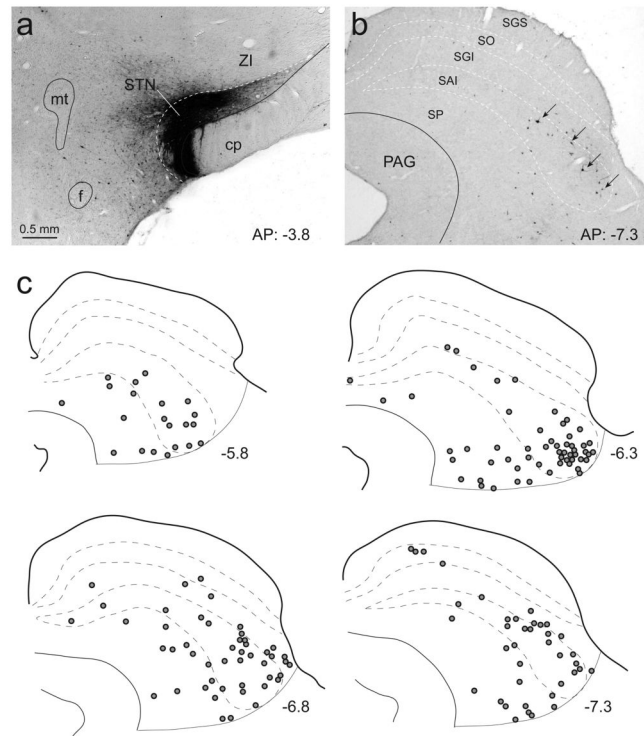 a
ZI
STN
mt
cp
f
0.5 mm
AP: -3.8
b
SGS
SO
SGI
SAI
SP
PAG
AP: -7.3
c
-5.8
-6.3
-6.8
-7.3